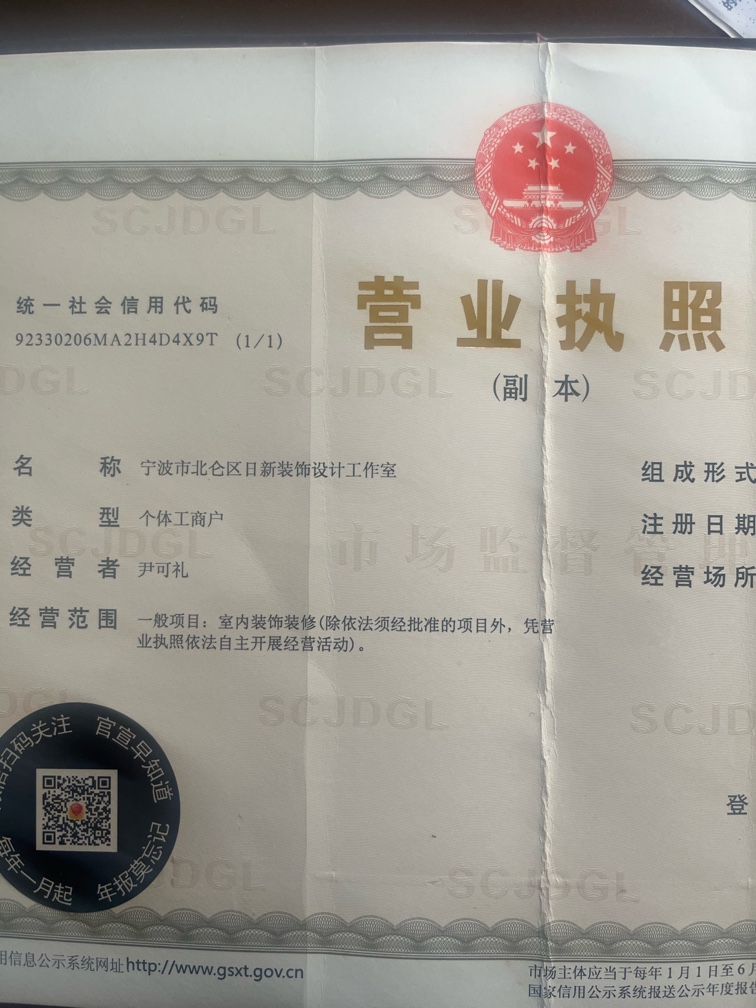 统一社会信用代码
92330206MA2H4D4X9T (1/1)
营业执照
(副 本)
名 称 宁波市北仑区日新装饰设计工作室
类 型 个体工商户
经 营 者 尹可礼
经营范围 一般项目：室内装饰装修(除依法须经批准的项目外，凭营
业执照依法自主开展经营活动)。
组成形式
注册日期
经营场所
登
SCJDGL
市场监督管理
扫码关注 官宣早知道
每年一月起 年报莫忘记
用信息公示系统网址http://www.gsxt.gov.cn
市场主体应当于每年1月1日至6月
国家信用公示系统报送公示年度报告